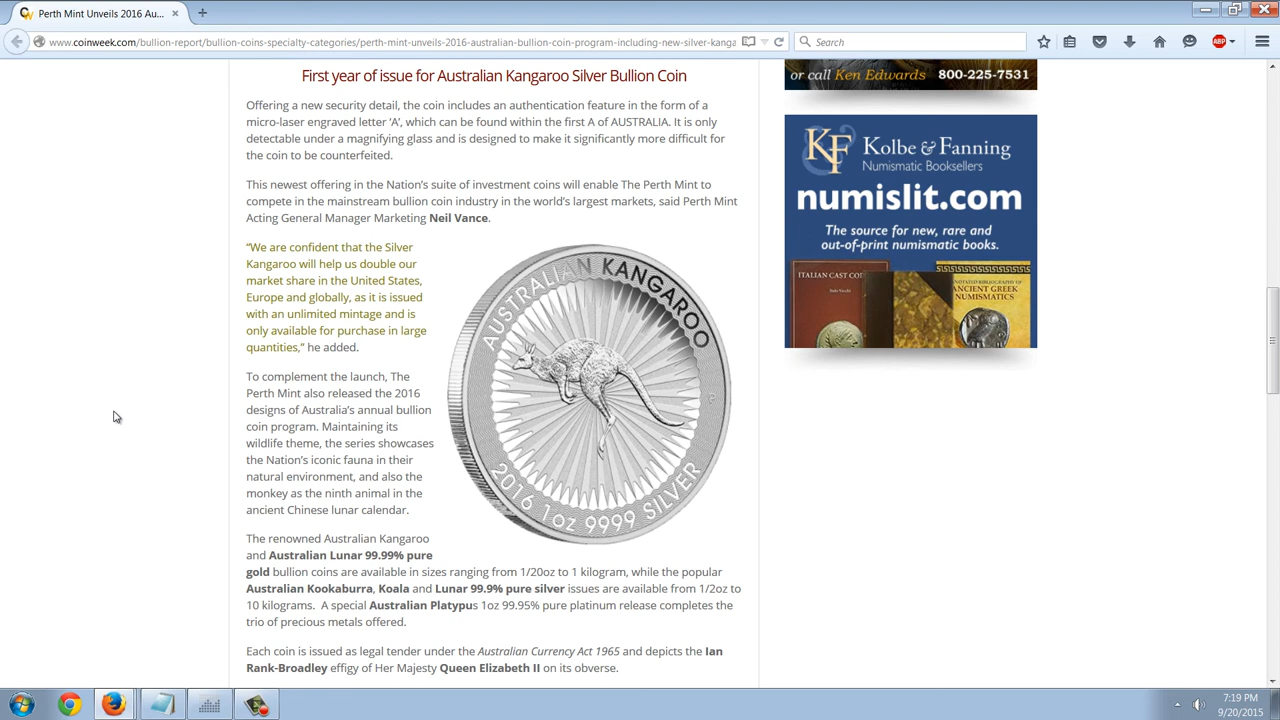 Perth Mint Unveils 2016 Au...
www.coinweek.com/bullion-report/bullion-coins-specialty-categories/perth-mint-unveils-2016-australian-bullion-coin-program-including-new-silver-kanga
Search
ABP
First year of issue for Australian Kangaroo Silver Bullion Coin
Offering a new security detail, the coin includes an authentication feature in the form of a
micro-laser engraved letter ‘A’, which can be found within the first A of AUSTRALIA. It is only
detectable under a magnifying glass and is designed to make it significantly more difficult for
the coin to be counterfeited.
This newest offering in the Nation’s suite of investment coins will enable The Perth Mint to
compete in the mainstream bullion coin industry in the world’s largest markets, said Perth Mint
Acting General Manager Marketing Neil Vance.
“We are confident that the Silver
Kangaroo will help us double our
market share in the United States,
Europe and globally, as it is issued
with an unlimited mintage and is
only available for purchase in large
quantities,” he added.
To complement the launch, The
Perth Mint also released the 2016
designs of Australia’s annual bullion
coin program. Maintaining its
wildlife theme, the series showcases
the Nation’s iconic fauna in their
natural environment, and also the
monkey as the ninth animal in the
ancient Chinese lunar calendar.
AUSTRALIAN KANGAROO
2016 1oz 9999 SILVER
The renowned Australian Kangaroo
and Australian Lunar 99.99% pure
gold bullion coins are available in sizes ranging from 1/20oz to 1 kilogram, while the popular
Australian Kookaburra, Koala and Lunar 99.9% pure silver issues are available from 1/2oz to
10 kilograms. A special Australian Platypus 1oz 99.95% pure platinum release completes the
trio of precious metals offered.
Each coin is issued as legal tender under the Australian Currency Act 1965 and depicts the Ian
Rank-Broadley effigy of Her Majesty Queen Elizabeth II on its obverse.
or call Ken Edwards 800-225-7531
KF Kolbe & Fanning
Numismatic Booksellers
numislit.com
The source for new, rare and
out-of-print numismatic books.
ITALIAN CAST COI
ANCIENT GREEK
NUMISMATICS
7:19 PM
9/20/2015